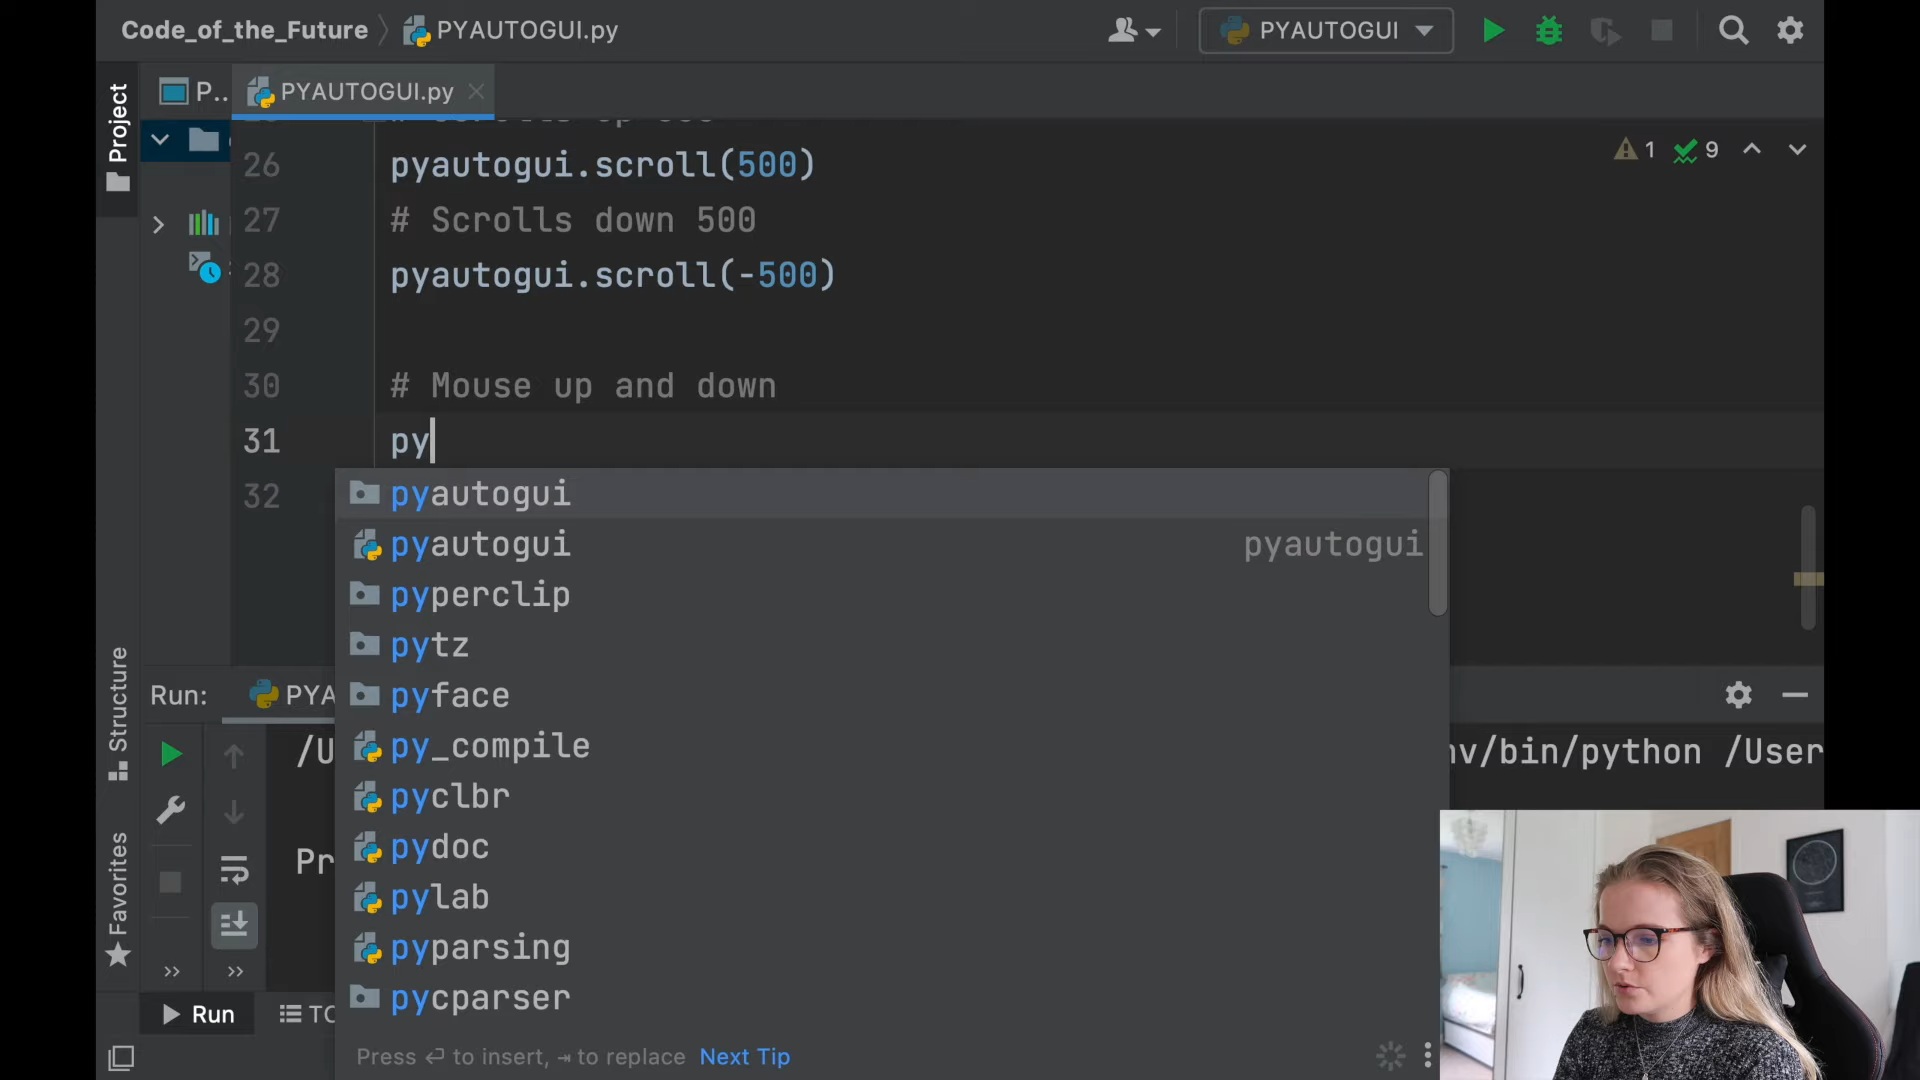 Code_of_the_Future
PYAUTOGUI.py
PYAUTOGUI
Project
P..
PYAUTOGUI.py
26
pyautogui.scroll(500)
1
9
27
# Scrolls down 500
28
pyautogui.scroll(-500)
29
30
# Mouse up and down
31
py
32
pyautogui
pyautogui
pyautogui
pyperclip
pytz
pyface
py_compile
pyclbr
pydoc
pylab
pyparsing
pycparser
Press ↩ to insert, ⇥ to replace Next Tip
Structure
Favorites
Run:
PYA
/U
nv/bin/python /User
Pr
Run
TO